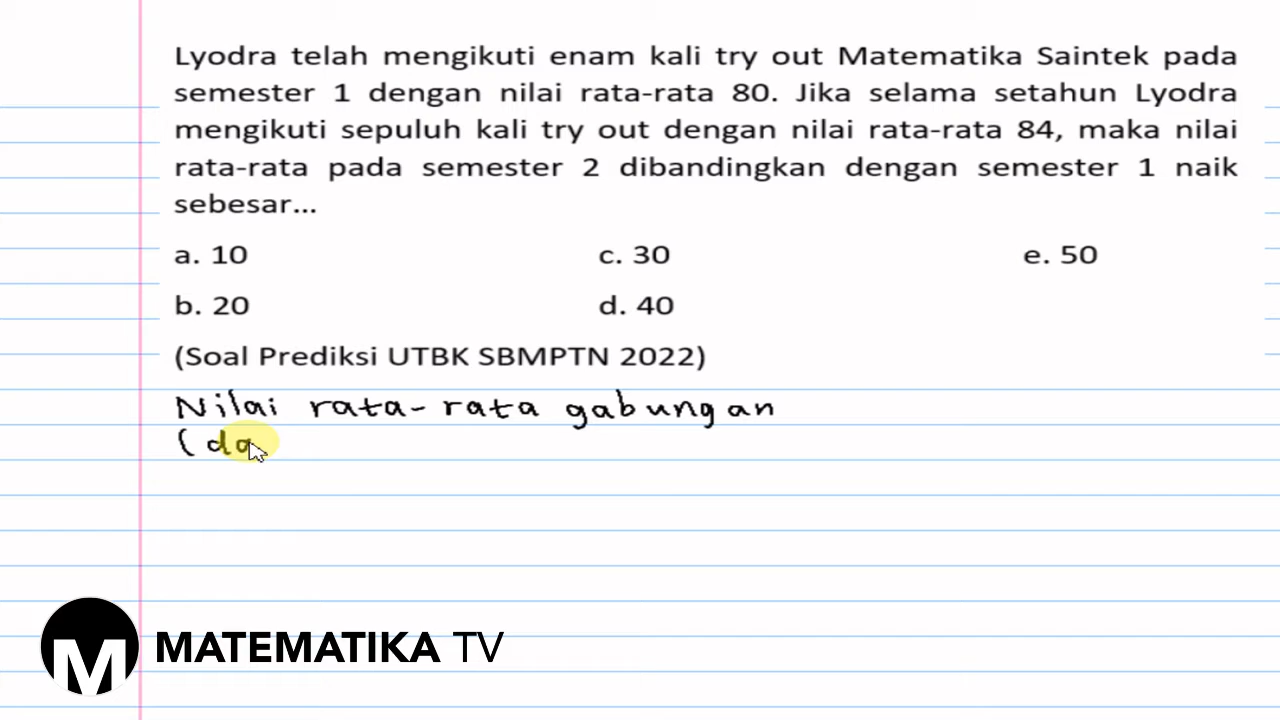 Lyodra telah mengikuti enam kali try out Matematika Saintek pada
semester 1 dengan nilai rata-rata 80. Jika selama setahun Lyodra
mengikuti sepuluh kali try out dengan nilai rata-rata 84, maka nilai
rata-rata pada semester 2 dibandingkan dengan semester 1 naik
sebesar...
a. 10 c. 30 e. 50
b. 20 d. 40
(Soal Prediksi UTBK SBMPTN 2022)
Nilai rata-rata gabungan
(da
M MATEMATIKA TV